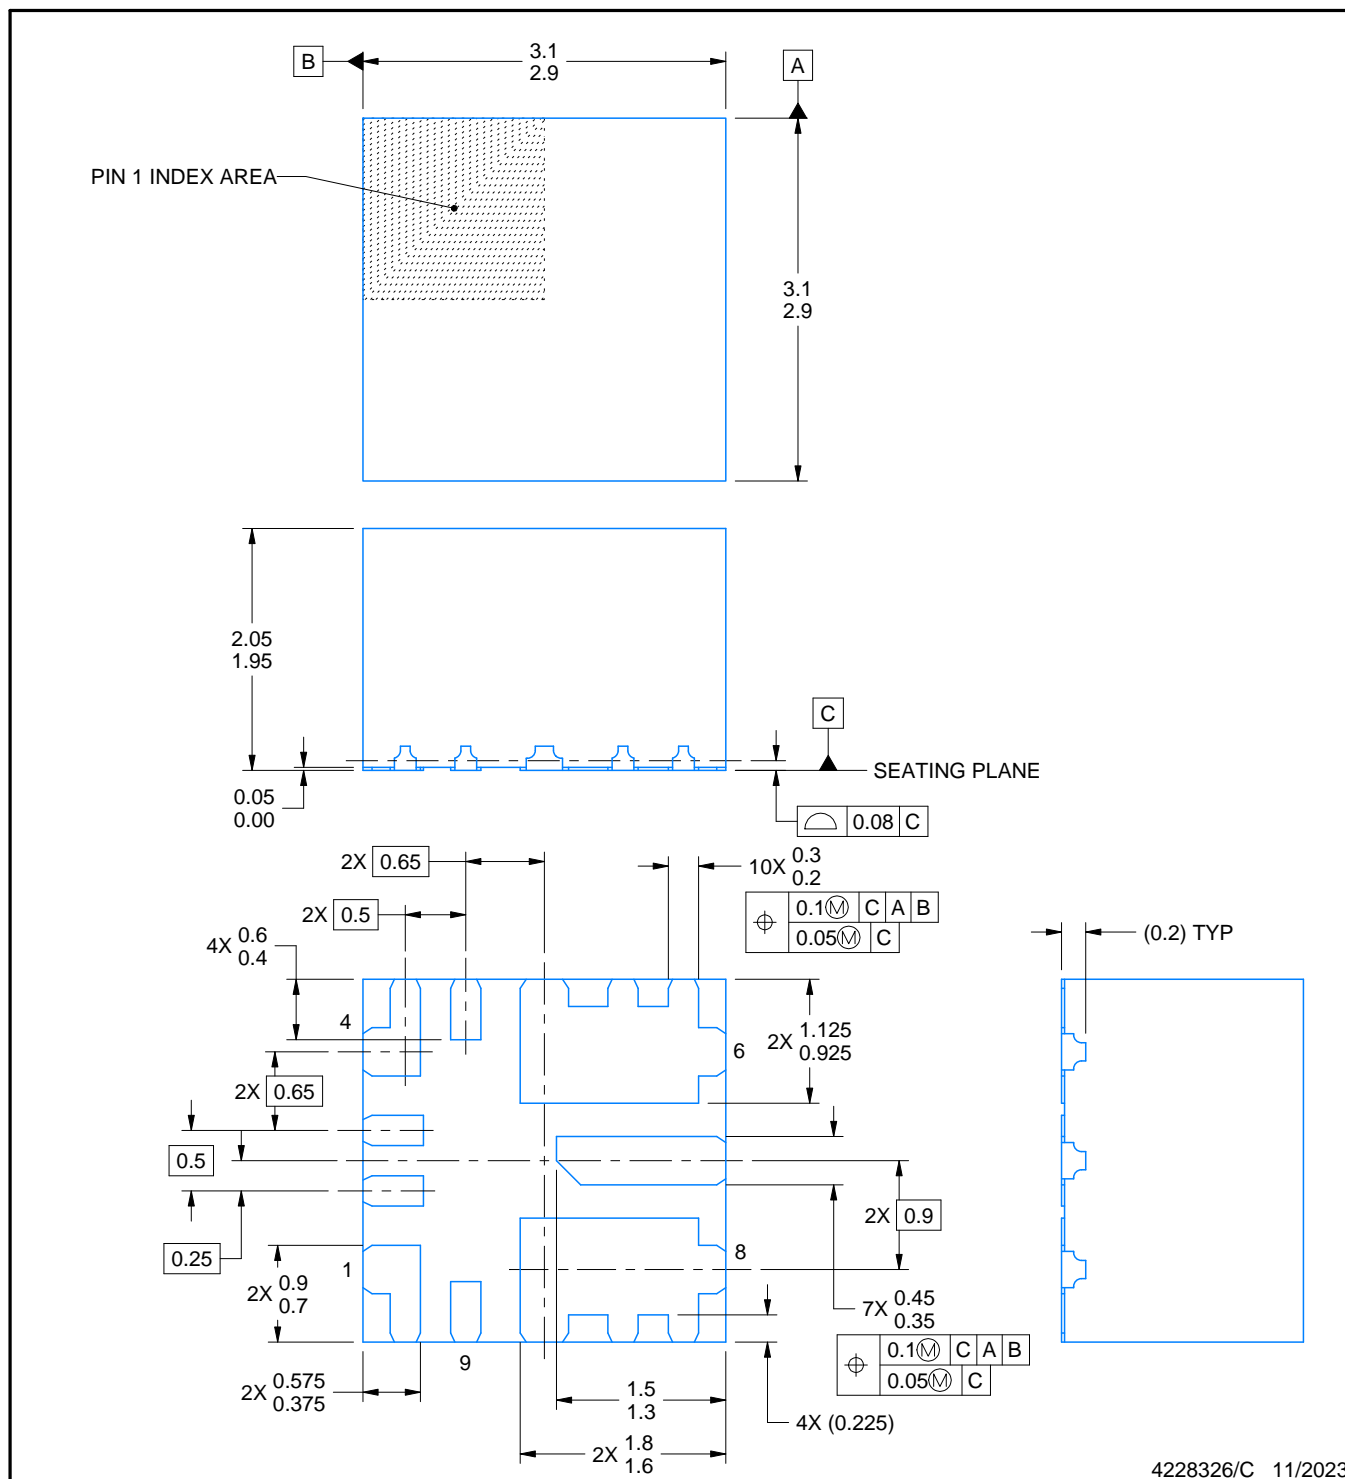 B
3.1
2.9
A
PIN 1 INDEX AREA
3.1
2.9
2.05
1.95
C
SEATING PLANE
0.05
0.00
0.08 C
2X 0.65
10X 0.3
0.2
0.1Ⓜ C A B
0.05Ⓜ C
2X 0.5
4X 0.6
0.4
(0.2) TYP
4
6
2X 1.125
0.925
2X 0.65
0.5
2X 0.9
0.25
1
8
2X 0.9
0.7
7X 0.45
0.35
0.1Ⓜ C A B
0.05Ⓜ C
9
2X 0.575
0.375
1.5
1.3
4X (0.225)
2X 1.8
1.6
4228326/C 11/2023